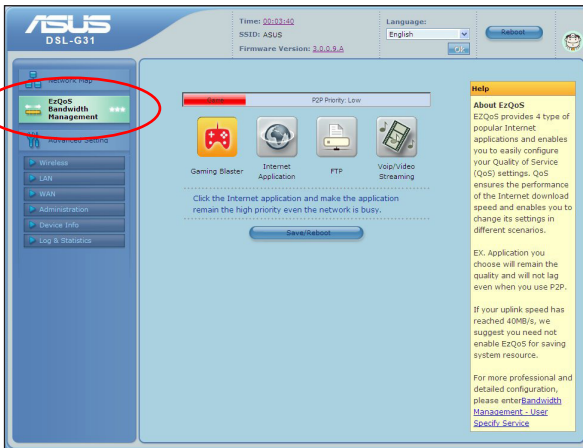 ASUS
DSL-G31
Time: 00:03:40
SSID: ASUS
Firmware Version: 3.0.0.9.A
Language:
English
Reboot
Network Map
EzQoS
Bandwidth
Management
Advanced Setting
Wireless
LAN
WAN
Administration
Device Info
Log & Statistics
Game
P2P Priority: Low
Gaming Blaster
Internet
Application
FTP
Voip/Video
Streaming
Click the Internet application and make the application
remain the high priority even the network is busy.
Save/Reboot
Help
About EzQoS
EZQoS provides 4 type of
popular Internet
applications and enables
you to easily configure
your Quality of Service
(QoS) settings. QoS
ensures the performance
of the Internet download
speed and enables you to
change its settings in
different scenarios.
EX. Application you
choose will remain the
quality and will not lag
even when you use P2P.
If your uplink speed has
reached 40MB/s, we
suggest you need not
enable EzQoS for saving
system resource.
For more professional and
detailed configuration,
please enterBandwidth
Management - User
Specify Service